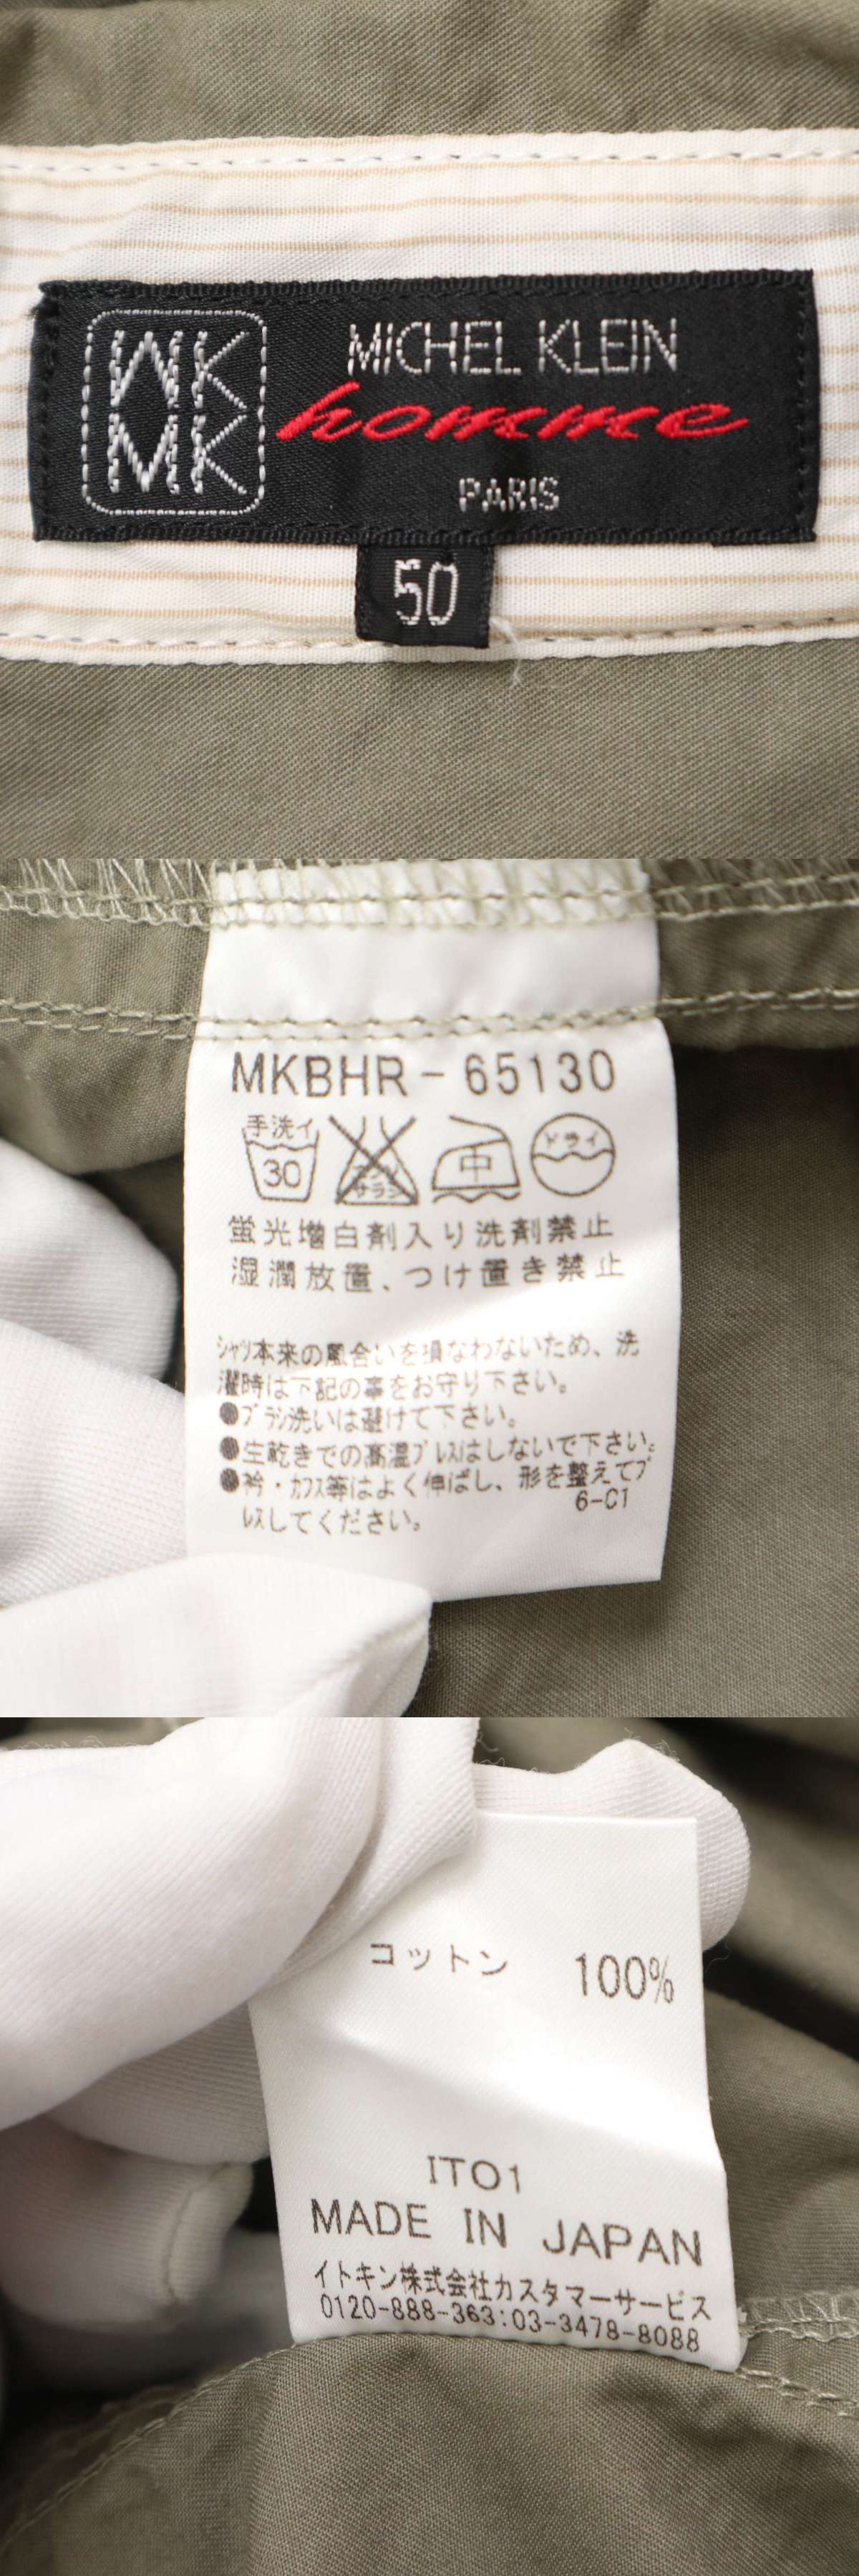 MK
MK
MICHEL KLEIN
homme
PARIS
50
MKBHR-65130
手洗イ
30
エンソ
サラシ
中
ドライ
蛍光増白剤入り洗剤禁止
湿潤放置、つけ置き禁止
シャツ本来の風合いを損なわないため、洗
濯時は下記の事をお守り下さい。
●ブラシ洗いは避けて下さい。
●生乾きでの高温プレスはしないで下さい。
●衿・カフス等はよく伸ばし、形を整えてプ
レスしてください。
6-C1
コットン 100%
ITO1
MADE IN JAPAN
イトキン株式会社カスタマーサービス
0120-888-363:03-3478-8088